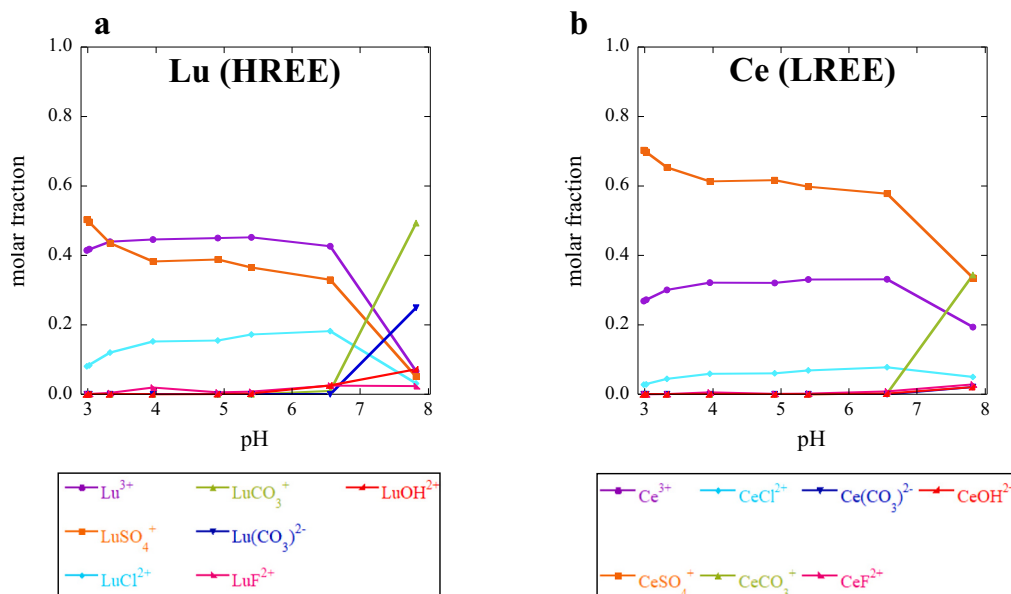 a
Lu (HREE)
1.0
0.8
0.6
0.4
0.2
0.0
molar fraction
3 4 5 6 7 8
pH
Lu³⁺ LuCO₃⁺ LuOH²⁺
LuSO₄⁺ Lu(CO₃)²⁻
LuCl²⁺ LuF²⁺
b
Ce (LREE)
1.0
0.8
0.6
0.4
0.2
0.0
molar fraction
3 4 5 6 7 8
pH
Ce³⁺ CeCl²⁺ Ce(CO₃)²⁻ CeOH²⁻
CeSO₄⁺ CeCO₃⁺ CeF²⁺